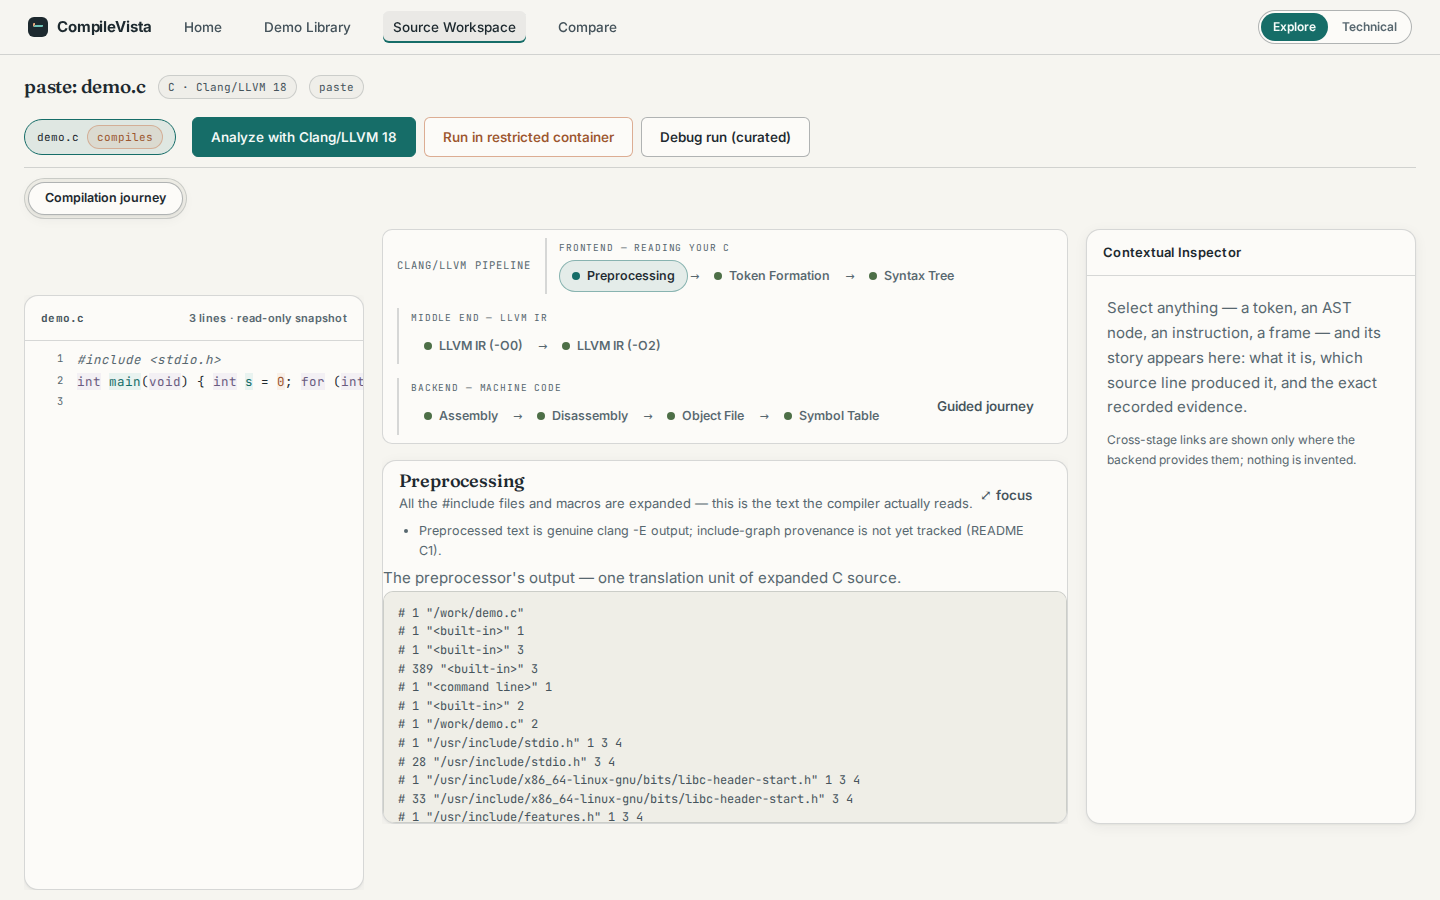 CompileVista
Home
Demo Library
Source Workspace
Compare
Explore
Technical
paste: demo.c
C · Clang/LLVM 18
paste
demo.c
compiles
Analyze with Clang/LLVM 18
Run in restricted container
Debug run (curated)
Compilation journey
demo.c
3 lines · read-only snapshot
1 #include <stdio.h>
2 int main(void) { int s = 0; for (int
3
CLANG/LLVM PIPELINE
FRONTEND — READING YOUR C
Preprocessing → Token Formation → Syntax Tree
MIDDLE END — LLVM IR
LLVM IR (-O0) → LLVM IR (-O2)
BACKEND — MACHINE CODE
Assembly → Disassembly → Object File → Symbol Table
Guided journey
Preprocessing
All the #include files and macros are expanded — this is the text the compiler actually reads.
⤢ focus
• Preprocessed text is genuine clang -E output; include-graph provenance is not yet tracked (README
C1).
The preprocessor's output — one translation unit of expanded C source.
# 1 "/work/demo.c"
# 1 "<built-in>" 1
# 1 "<built-in>" 3
# 389 "<built-in>" 3
# 1 "<command line>" 1
# 1 "<built-in>" 2
# 1 "/work/demo.c" 2
# 1 "/usr/include/stdio.h" 1 3 4
# 28 "/usr/include/stdio.h" 3 4
# 1 "/usr/include/x86_64-linux-gnu/bits/libc-header-start.h" 1 3 4
# 33 "/usr/include/x86_64-linux-gnu/bits/libc-header-start.h" 3 4
# 1 "/usr/include/features.h" 1 3 4
Contextual Inspector
Select anything — a token, an AST
node, an instruction, a frame — and its
story appears here: what it is, which
source line produced it, and the exact
recorded evidence.
Cross-stage links are shown only where the
backend provides them; nothing is invented.